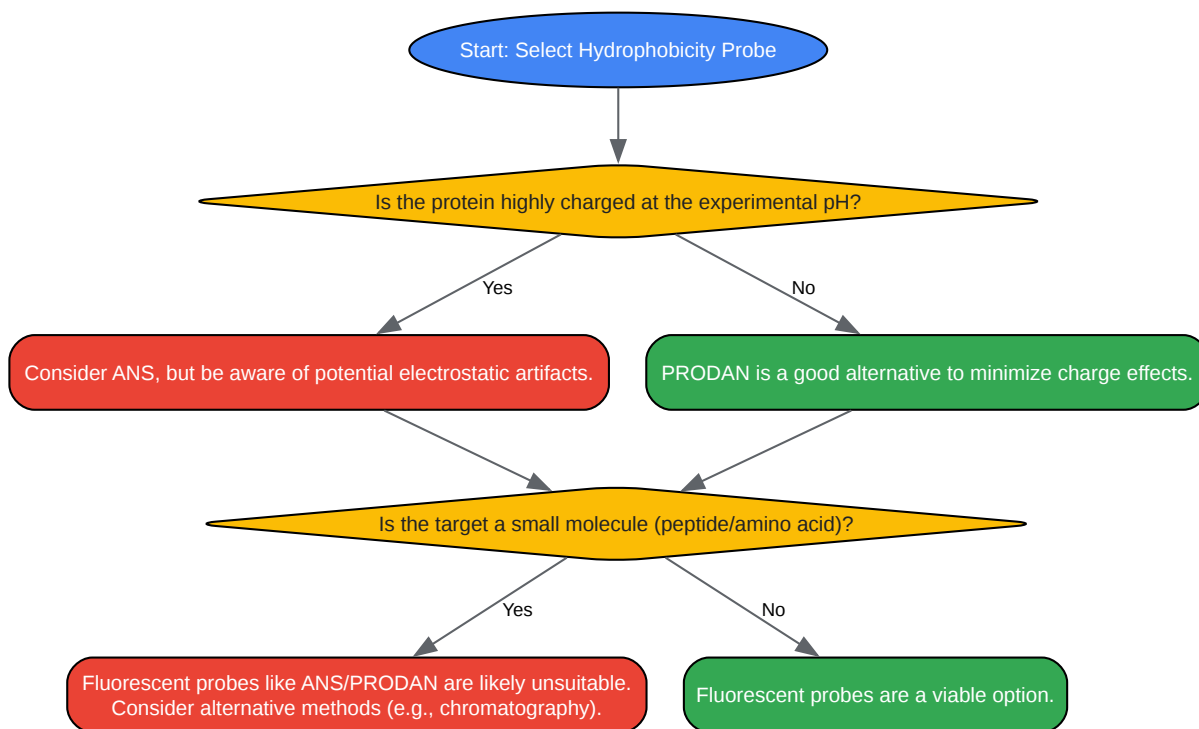 Start: Select Hydrophobicity Probe
Is the protein highly charged at the experimental pH?
Yes
No
Consider ANS, but be aware of potential electrostatic artifacts.
PRODAN is a good alternative to minimize charge effects.
Is the target a small molecule (peptide/amino acid)?
Yes
No
Fluorescent probes like ANS/PRODAN are likely unsuitable.
Consider alternative methods (e.g., chromatography).
Fluorescent probes are a viable option.